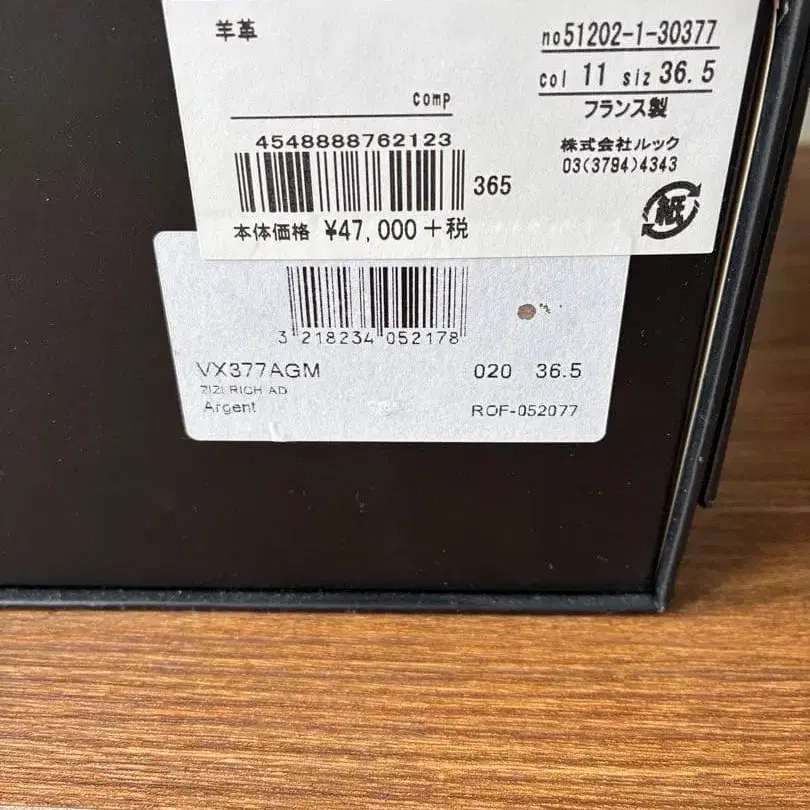 羊革
no51202-1-30377
col 11 siz 36.5
comp
フランス製
4548888762123
株式会社ルック
03(3794)4343
365
紙
本体価格 ¥47,000+税
3 218234 052178
VX377AGM 020 36.5
ZIZI RICH AD
Argent ROF-052077